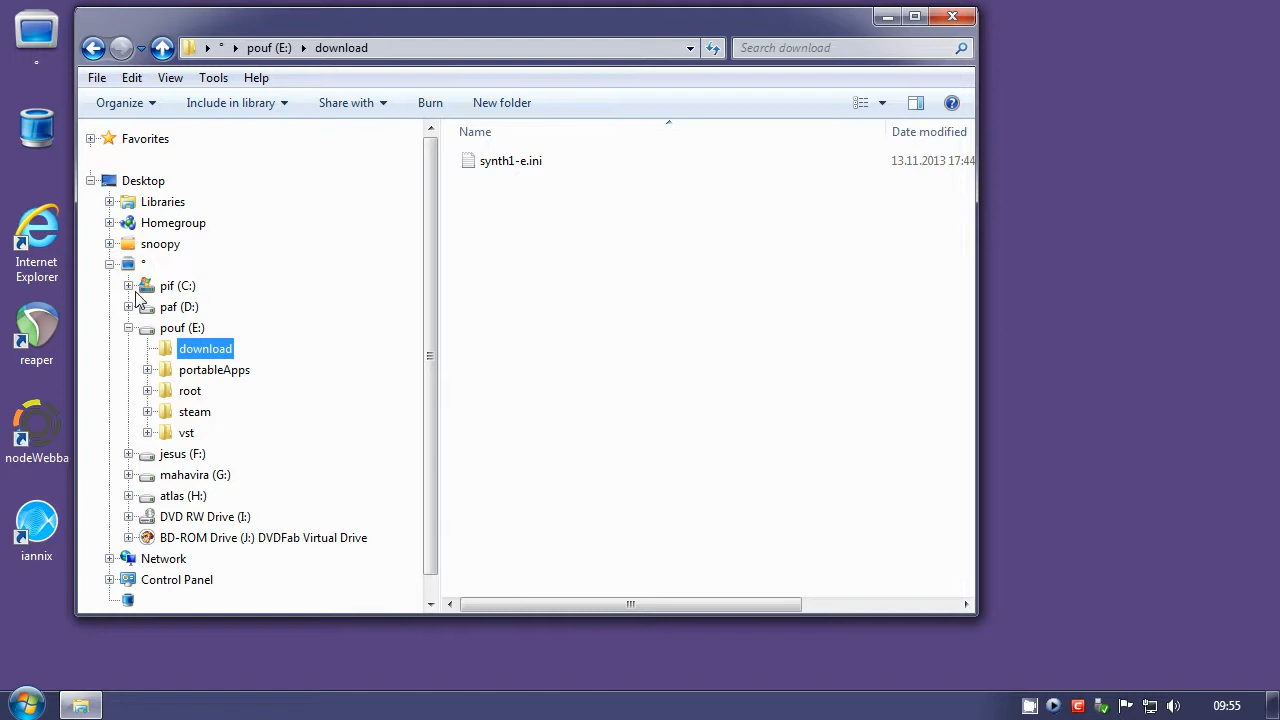 °
pouf (E:)
download
Search download
File
Edit
View
Tools
Help
Organize
Include in library
Share with
Burn
New folder
Favorites
Desktop
Libraries
Homegroup
snoopy
°
pif (C:)
paf (D:)
pouf (E:)
download
portableApps
root
steam
vst
jesus (F:)
mahavira (G:)
atlas (H:)
DVD RW Drive (I:)
BD-ROM Drive (J:) DVDFab Virtual Drive
Network
Control Panel
Name
Date modified
synth1-e.ini
13.11.2013 17:44
°
Internet
Explorer
reaper
nodeWebba
iannix
09:55